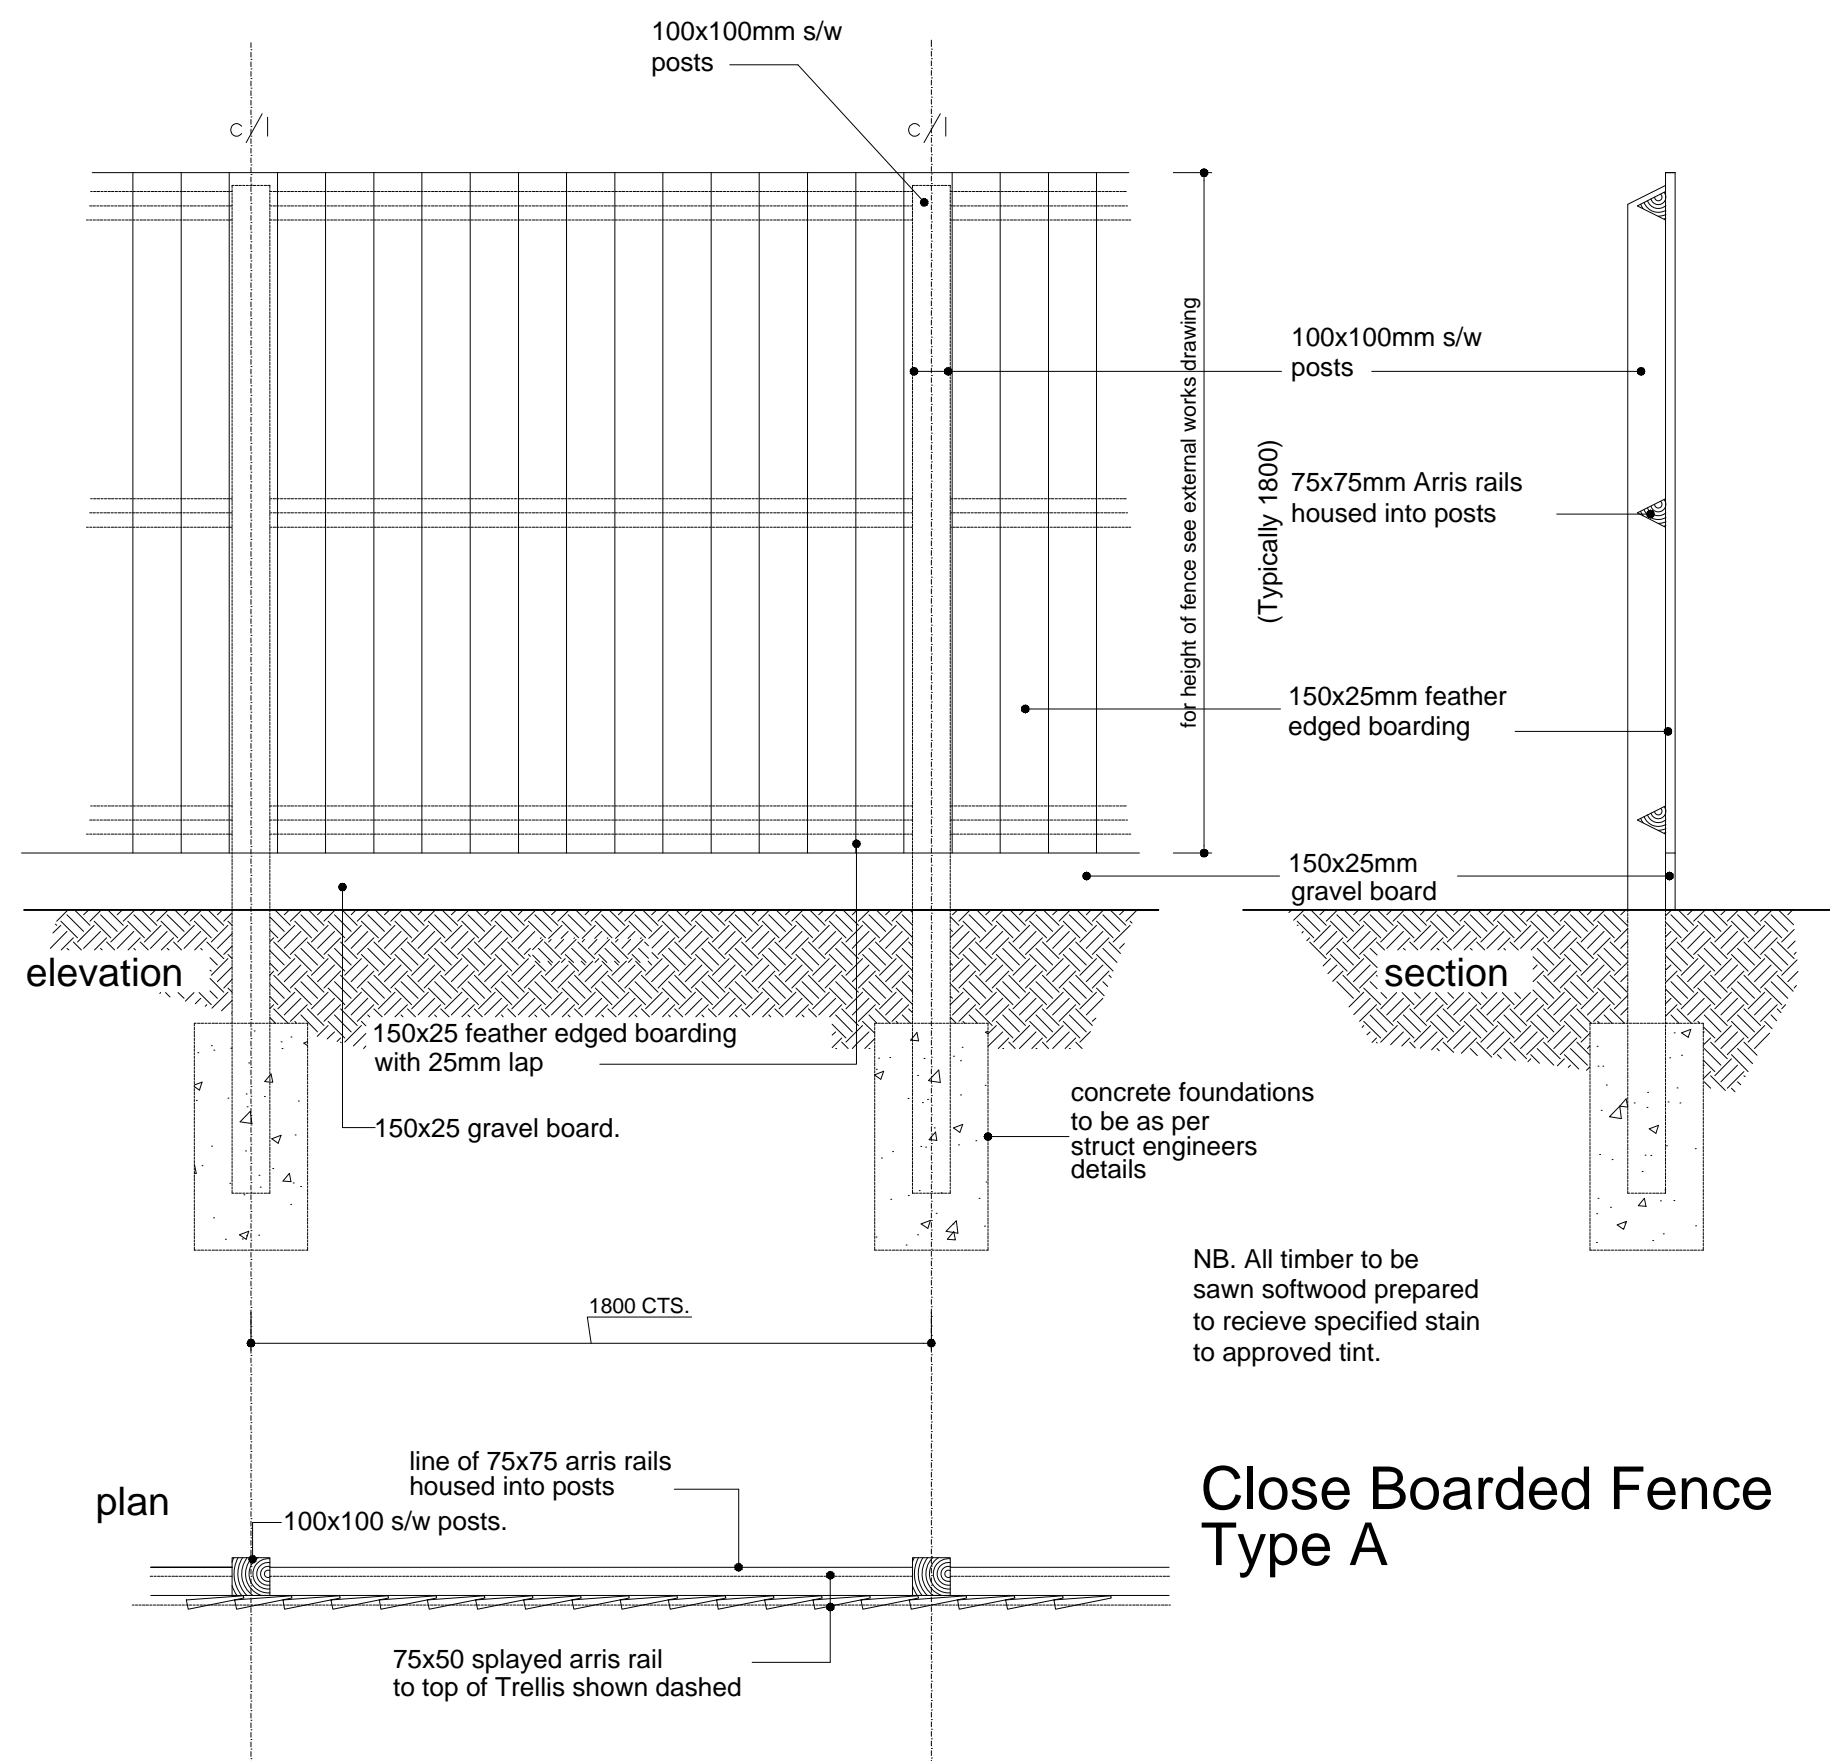 100x100mm s/w
posts
c/l
c/l
for height of fence see external works drawing
(Typically 1800)
100x100mm s/w
posts
75x75mm Arris rails
housed into posts
150x25mm feather
edged boarding
150x25mm
gravel board
elevation
section
150x25 feather edged boarding
with 25mm lap
150x25 gravel board.
concrete foundations
to be as per
struct engineers
details
NB. All timber to be
sawn softwood prepared
to recieve specified stain
to approved tint.
1800 CTS.
plan
line of 75x75 arris rails
housed into posts
100x100 s/w posts.
75x50 splayed arris rail
to top of Trellis shown dashed
Close Boarded Fence
Type A